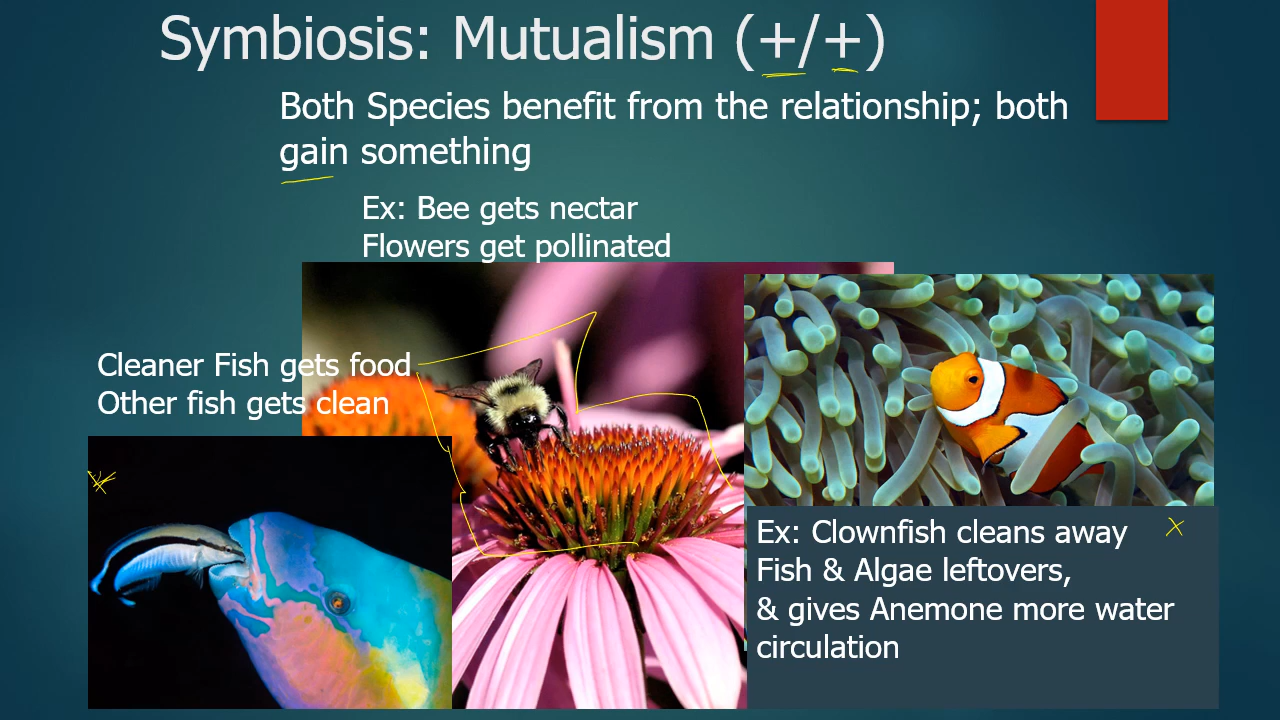 Symbiosis: Mutualism (+/+)
Both Species benefit from the relationship; both
gain something
Ex: Bee gets nectar
Flowers get pollinated
Cleaner Fish gets food
Other fish gets clean
Ex: Clownfish cleans away
Fish & Algae leftovers,
& gives Anemone more water
circulation